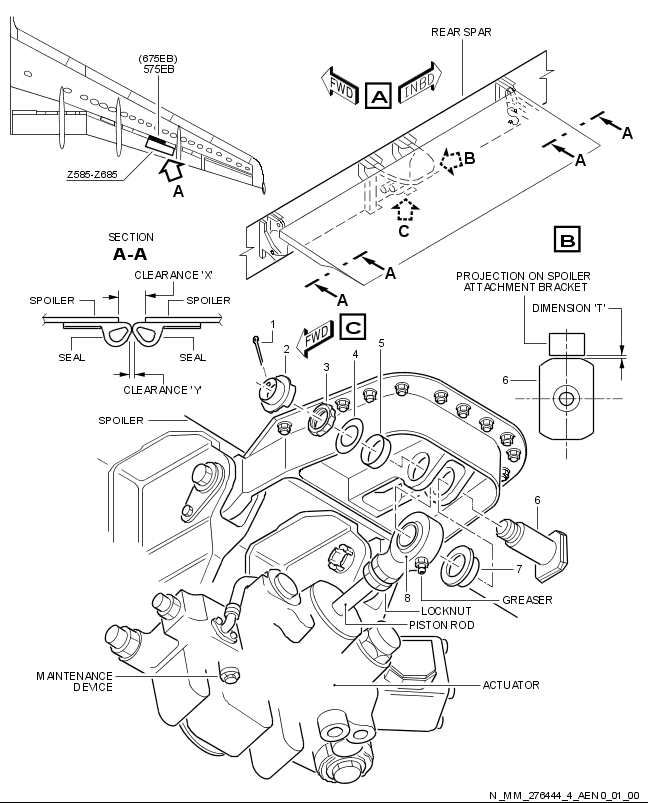 REAR SPAR
(675EB)
575EB
FWD
A
INBD
Z585-Z685
A
A
A
B
C
A
A
SECTION
A-A
CLEARANCE 'X'
SPOILER
SPOILER
SEAL
SEAL
CLEARANCE 'Y'
B
PROJECTION ON SPOILER
ATTACHMENT BRACKET
DIMENSION 'T'
6
FWD
C
1
2
3
4
5
SPOILER
6
7
8
GREASER
LOCKNUT
PISTON ROD
MAINTENANCE
DEVICE
ACTUATOR
N_MM_276444_4_AEN0_01_00